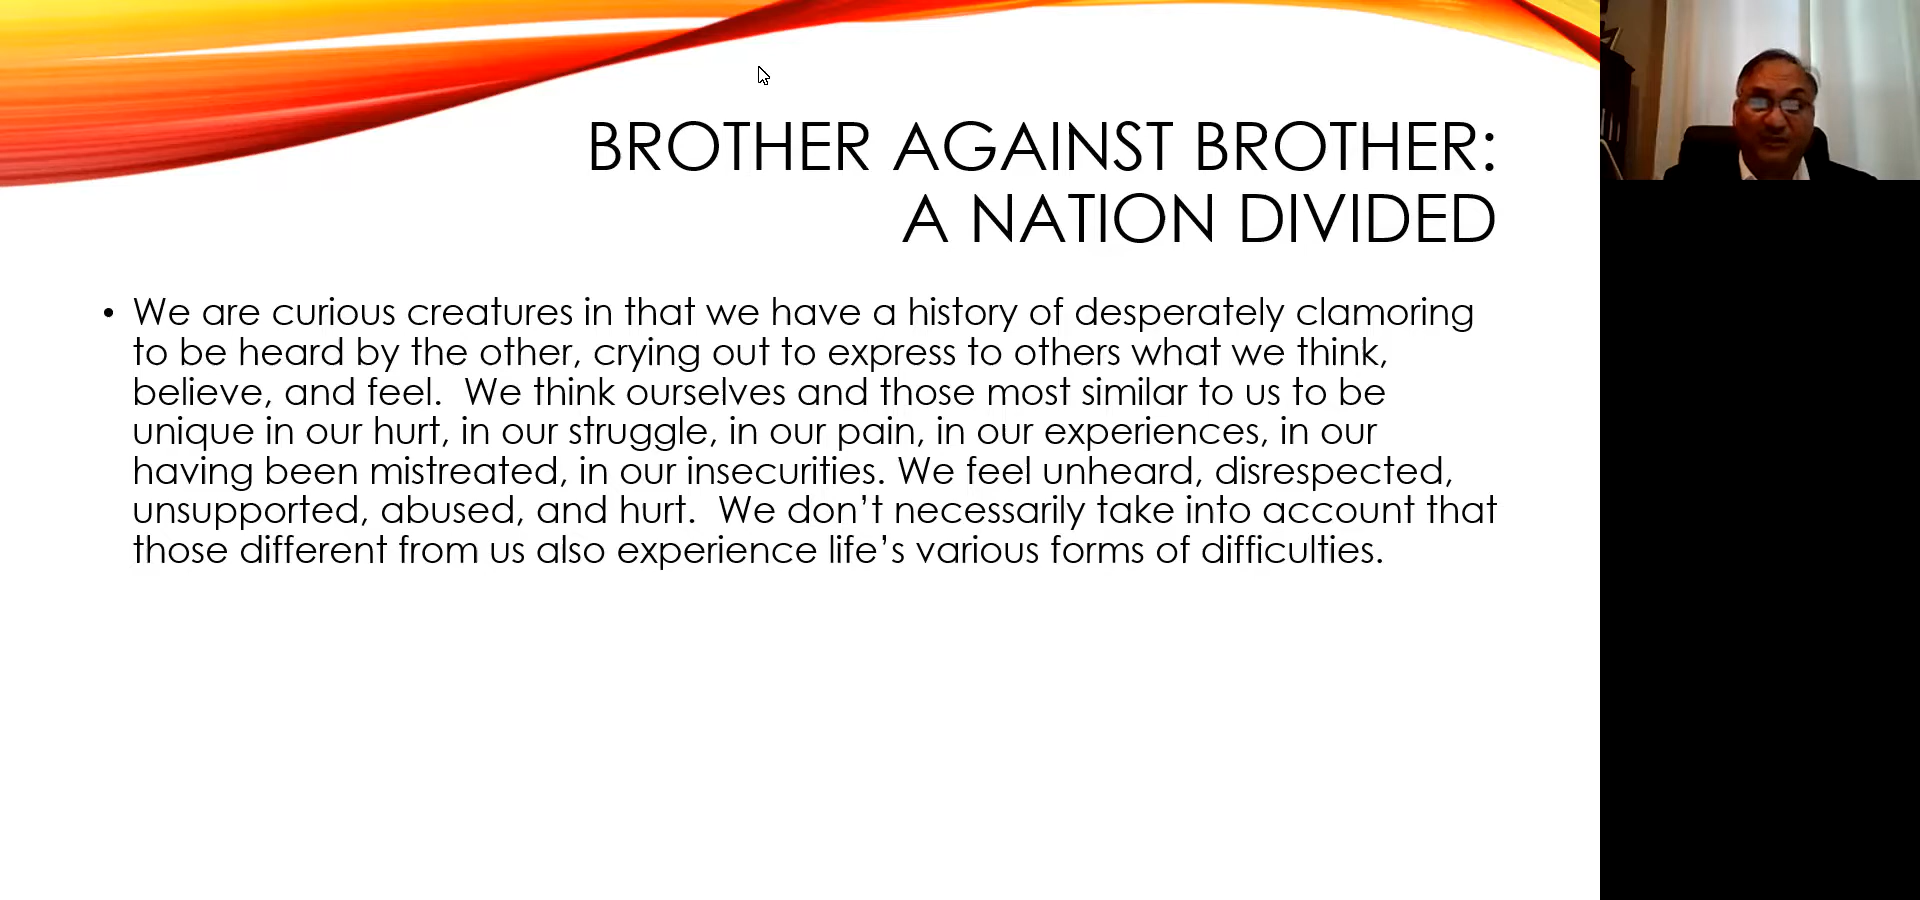 BROTHER AGAINST BROTHER:
A NATION DIVIDED
• We are curious creatures in that we have a history of desperately clamoring
to be heard by the other, crying out to express to others what we think,
believe, and feel.  We think ourselves and those most similar to us to be
unique in our hurt, in our struggle, in our pain, in our experiences, in our
having been mistreated, in our insecurities. We feel unheard, disrespected,
unsupported, abused, and hurt.  We don’t necessarily take into account that
those different from us also experience life’s various forms of difficulties.